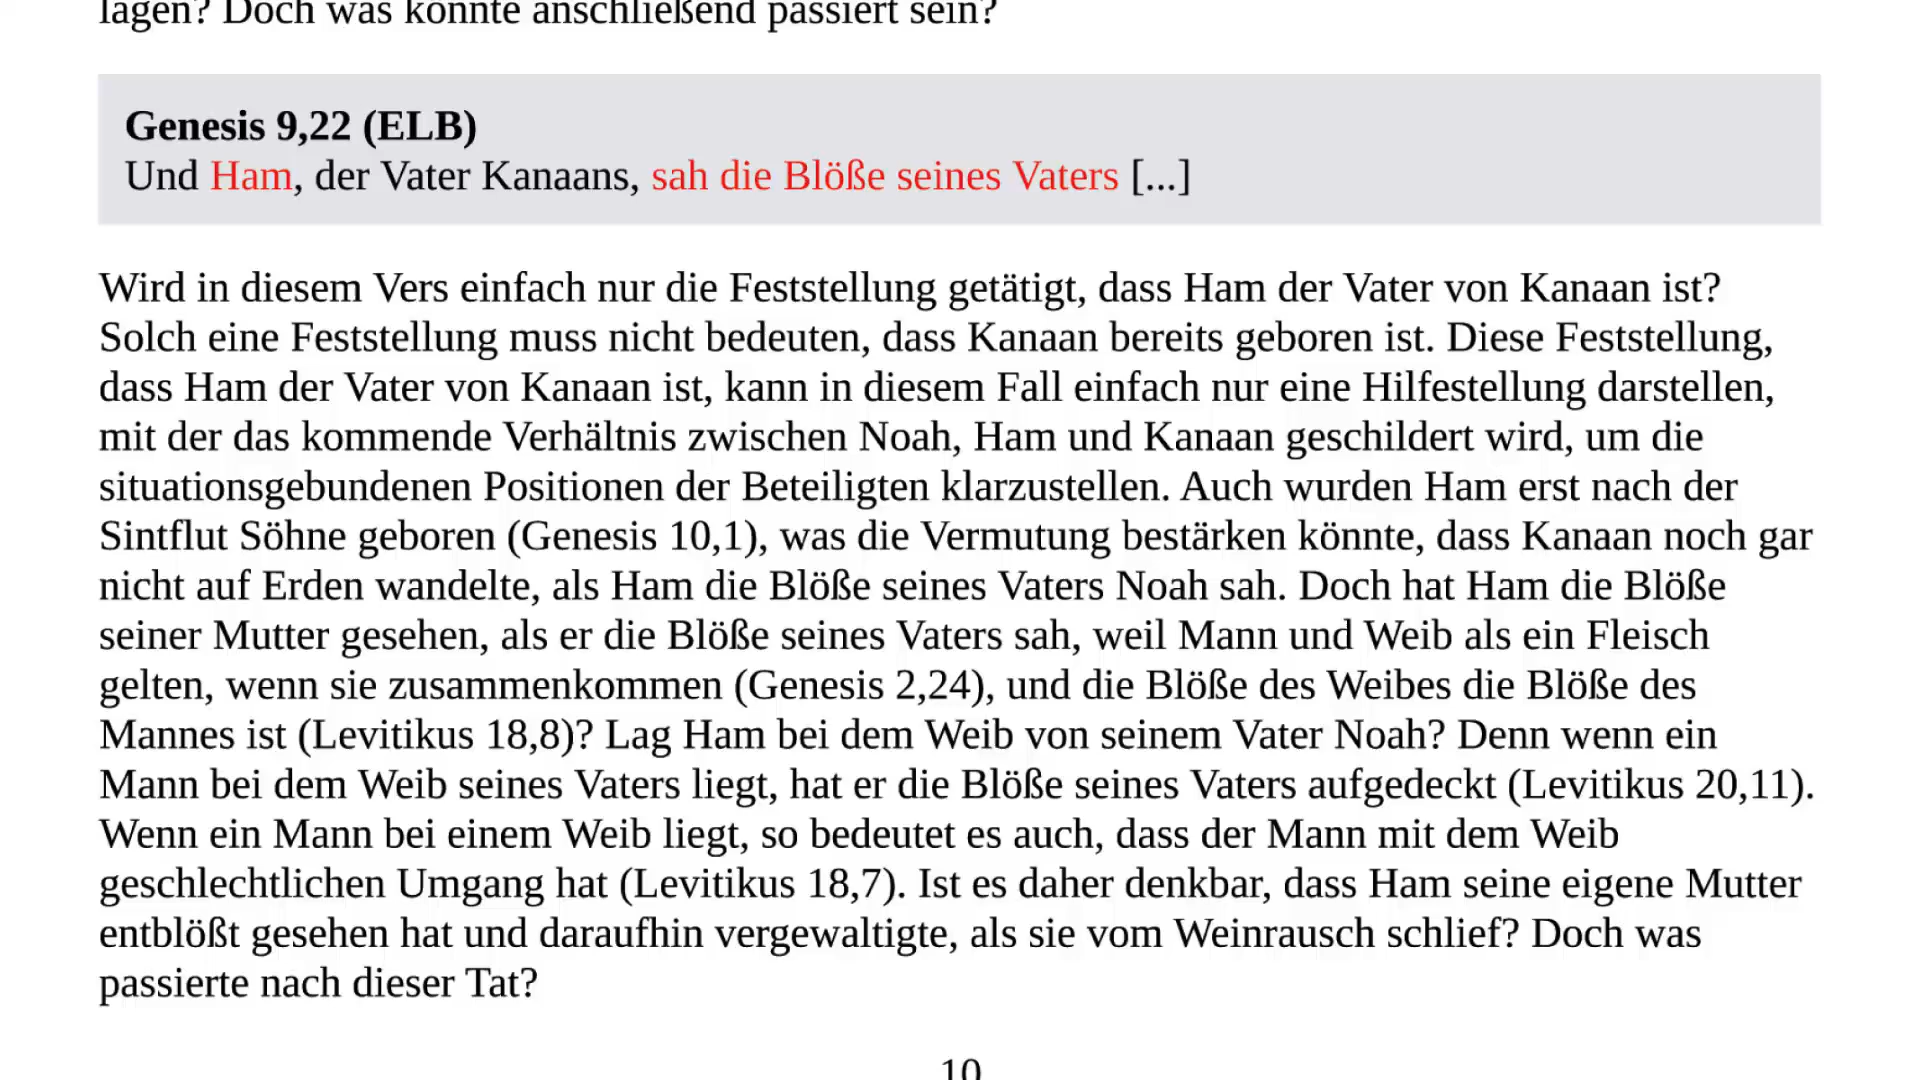 lagen? Doch was könnte anschließend passiert sein?
Genesis 9,22 (ELB)
Und Ham, der Vater Kanaans, sah die Blöße seines Vaters [...]
Wird in diesem Vers einfach nur die Feststellung getätigt, dass Ham der Vater von Kanaan ist?
Solch eine Feststellung muss nicht bedeuten, dass Kanaan bereits geboren ist. Diese Feststellung,
dass Ham der Vater von Kanaan ist, kann in diesem Fall einfach nur eine Hilfestellung darstellen,
mit der das kommende Verhältnis zwischen Noah, Ham und Kanaan geschildert wird, um die
situationsgebundenen Positionen der Beteiligten klarzustellen. Auch wurden Ham erst nach der
Sintflut Söhne geboren (Genesis 10,1), was die Vermutung bestärken könnte, dass Kanaan noch gar
nicht auf Erden wandelte, als Ham die Blöße seines Vaters Noah sah. Doch hat Ham die Blöße
seiner Mutter gesehen, als er die Blöße seines Vaters sah, weil Mann und Weib als ein Fleisch
gelten, wenn sie zusammenkommen (Genesis 2,24), und die Blöße des Weibes die Blöße des
Mannes ist (Levitikus 18,8)? Lag Ham bei dem Weib von seinem Vater Noah? Denn wenn ein
Mann bei dem Weib seines Vaters liegt, hat er die Blöße seines Vaters aufgedeckt (Levitikus 20,11).
Wenn ein Mann bei einem Weib liegt, so bedeutet es auch, dass der Mann mit dem Weib
geschlechtlichen Umgang hat (Levitikus 18,7). Ist es daher denkbar, dass Ham seine eigene Mutter
entblößt gesehen hat und daraufhin vergewaltigte, als sie vom Weinrausch schlief? Doch was
passierte nach dieser Tat?
10